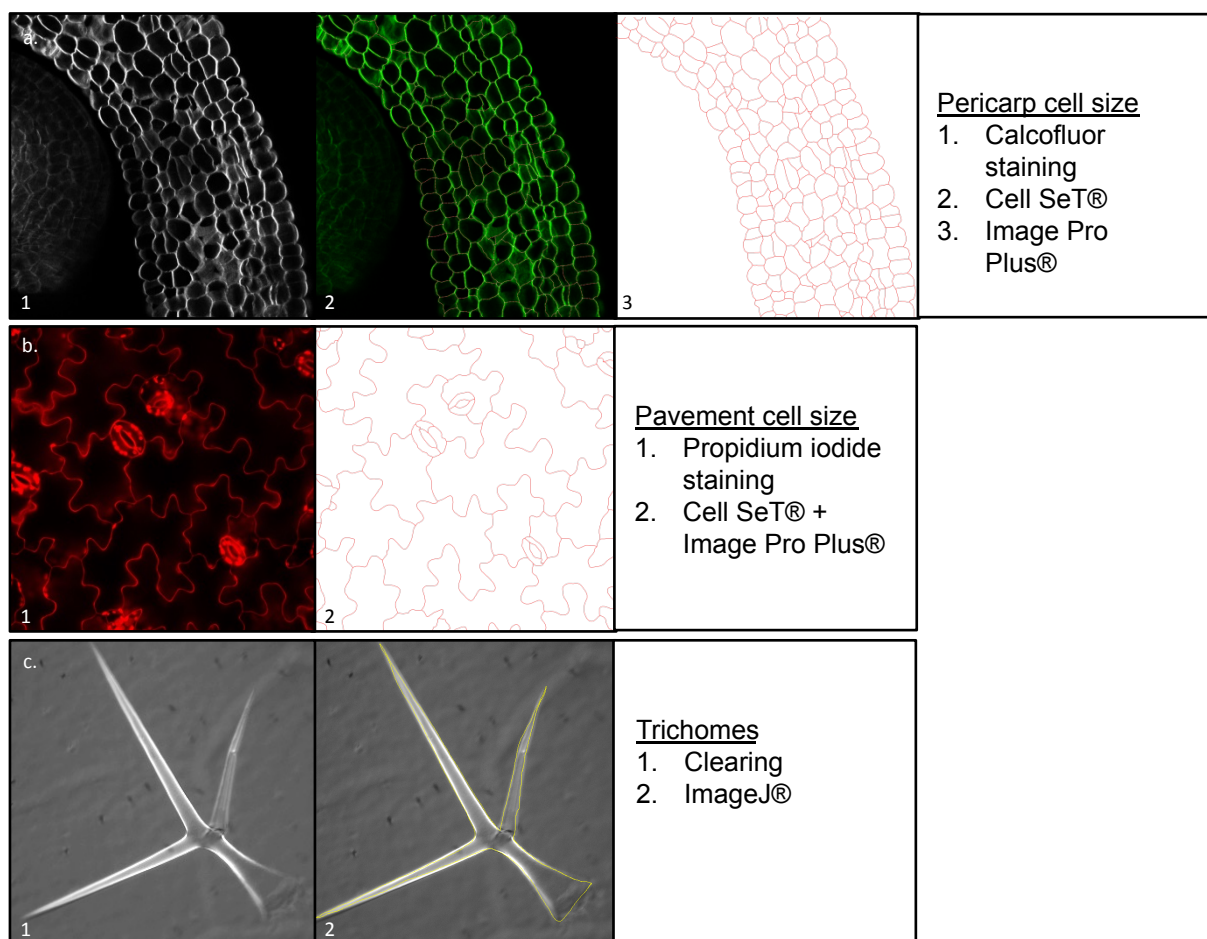 a.
1
2
3
Pericarp cell size
1. Calcofluor
staining
2. Cell SeT®
3. Image Pro
Plus®
b.
1
2
Pavement cell size
1. Propidium iodide
staining
2. Cell SeT® +
Image Pro Plus®
c.
1
2
Trichomes
1. Clearing
2. ImageJ®